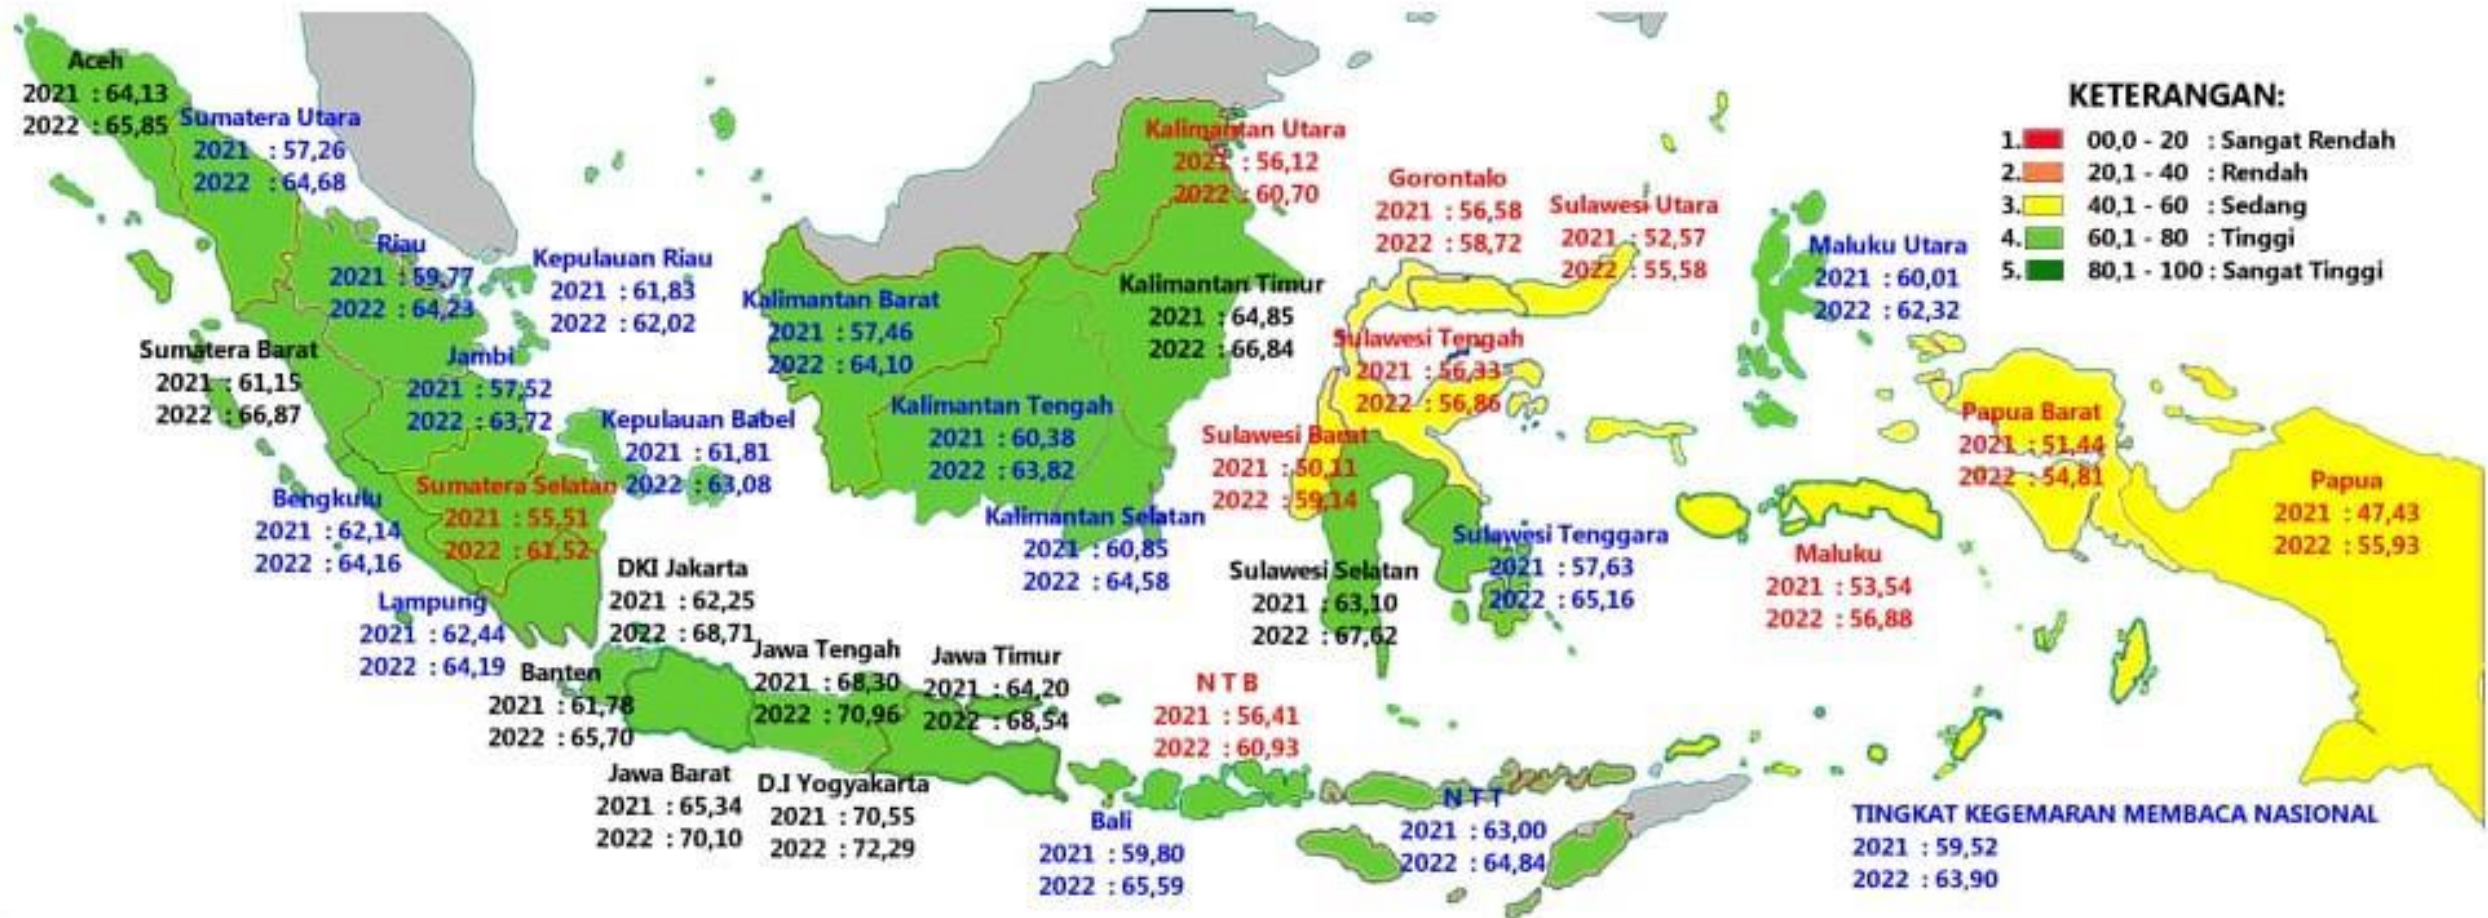 Aceh
2021 : 64,13
2022 : 65,85
Sumatera Utara
2021 : 57,26
2022 : 64,68
Riau
2021 : 59,77
2022 : 64,23
Kepulauan Riau
2021 : 61,83
2022 : 62,02
Sumatera Barat
2021 : 61,15
2022 : 66,87
Jambi
2021 : 57,52
2022 : 63,72
Kepulauan Babel
2021 : 61,81
2022 : 63,08
Bengkulu
2021 : 62,14
2022 : 64,16
Sumatera Selatan
2021 : 55,51
2022 : 61,52
Lampung
2021 : 62,44
2022 : 64,19
DKI Jakarta
2021 : 62,25
2022 : 68,71
Banten
2021 : 61,78
2022 : 65,70
Jawa Barat
2021 : 65,34
2022 : 70,10
Jawa Tengah
2021 : 68,30
2022 : 70,96
D.I Yogyakarta
2021 : 70,55
2022 : 72,29
Jawa Timur
2021 : 64,20
2022 : 68,54
Bali
2021 : 59,80
2022 : 65,59
N T B
2021 : 56,41
2022 : 60,93
N T T
2021 : 63,00
2022 : 64,84
Kalimantan Barat
2021 : 57,46
2022 : 64,10
Kalimantan Tengah
2021 : 60,38
2022 : 63,82
Kalimantan Selatan
2021 : 60,85
2022 : 64,58
Kalimantan Timur
2021 : 64,85
2022 : 66,84
Kalimantan Utara
2021 : 56,12
2022 : 60,70
Gorontalo
2021 : 56,58
2022 : 58,72
Sulawesi Utara
2021 : 52,57
2022 : 55,58
Sulawesi Tengah
2021 : 56,33
2022 : 56,86
Sulawesi Barat
2021 : 50,11
2022 : 59,14
Sulawesi Selatan
2021 : 63,10
2022 : 67,62
Sulawesi Tenggara
2021 : 57,63
2022 : 65,16
Maluku Utara
2021 : 60,01
2022 : 62,32
Maluku
2021 : 53,54
2022 : 56,88
Papua Barat
2021 : 51,44
2022 : 54,81
Papua
2021 : 47,43
2022 : 55,93
KETERANGAN:
1. 00,0 - 20 : Sangat Rendah
2. 20,1 - 40 : Rendah
3. 40,1 - 60 : Sedang
4. 60,1 - 80 : Tinggi
5. 80,1 - 100 : Sangat Tinggi
TINGKAT KEGEMARAN MEMBACA NASIONAL
2021 : 59,52
2022 : 63,90